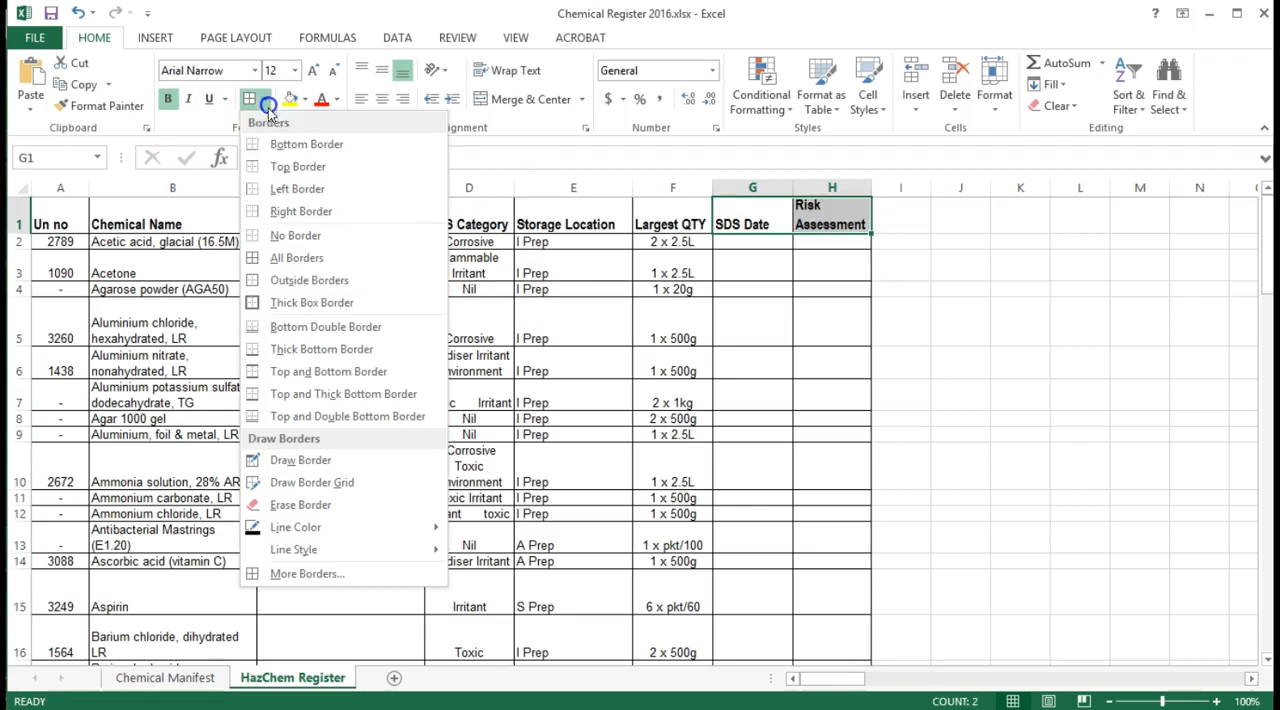 Chemical Register 2016.xlsx - Excel
FILE HOME INSERT PAGE LAYOUT FORMULAS DATA REVIEW VIEW ACROBAT
Paste
Cut
Copy
Format Painter
Clipboard
Arial Narrow 12
B I U
General
Wrap Text
Merge & Center
$ % ,
Number
Conditional Formatting
Format as Table
Cell Styles
Styles
Insert Delete Format
Cells
AutoSum
Fill
Clear
Sort & Filter
Find & Select
Editing
G1
fx
Borders
Bottom Border
Top Border
Left Border
Right Border
No Border
All Borders
Outside Borders
Thick Box Border
Bottom Double Border
Thick Bottom Border
Top and Bottom Border
Top and Thick Bottom Border
Top and Double Bottom Border
Draw Borders
Draw Border
Draw Border Grid
Erase Border
Line Color
Line Style
More Borders...
A B D E F G H I J K L M N
1 Un no Chemical Name Category Storage Location Largest QTY SDS Date Risk Assessment
2 2789 Acetic acid, glacial (16.5M) Corrosive I Prep 2 x 2.5L
3 1090 Acetone Irritant I Prep 1 x 2.5L
4 - Agarose powder (AGA50) Nil I Prep 1 x 20g
5 3260 Aluminium chloride, hexahydrated, LR Corrosive I Prep 1 x 500g
6 1438 Aluminium nitrate, nonahydrated, LR Irritant I Prep 1 x 500g
7 - Aluminium potassium dodecahydrate, TG Irritant I Prep 2 x 1kg
8 - Agar 1000 gel Nil I Prep 2 x 500g
9 - Aluminium, foil & metal, LR Nil I Prep 1 x 2.5L
10 2672 Ammonia solution, 28% AR Corrosive Toxic I Prep 1 x 2.5L
11 - Ammonium carbonate, LR Irritant I Prep 1 x 500g
12 - Ammonium chloride, LR toxic I Prep 1 x 500g
13 - Antibacterial Mastrings (E1.20) Nil A Prep 1 x pkt/100
14 3088 Ascorbic acid (vitamin C) Irritant A Prep 1 x 500g
15 3249 Aspirin Irritant S Prep 6 x pkt/60
16 1564 Barium chloride, dihydrated LR Toxic I Prep 2 x 500g
Chemical Manifest HazChem Register
READY COUNT: 2 100%